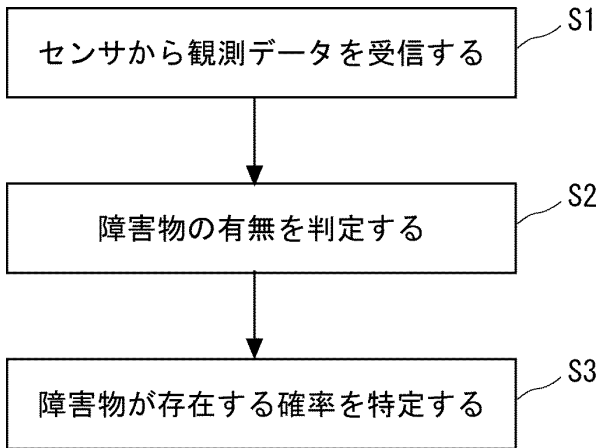 S1
センサから観測データを受信する
S2
障害物の有無を判定する
S3
障害物が存在する確率を特定する